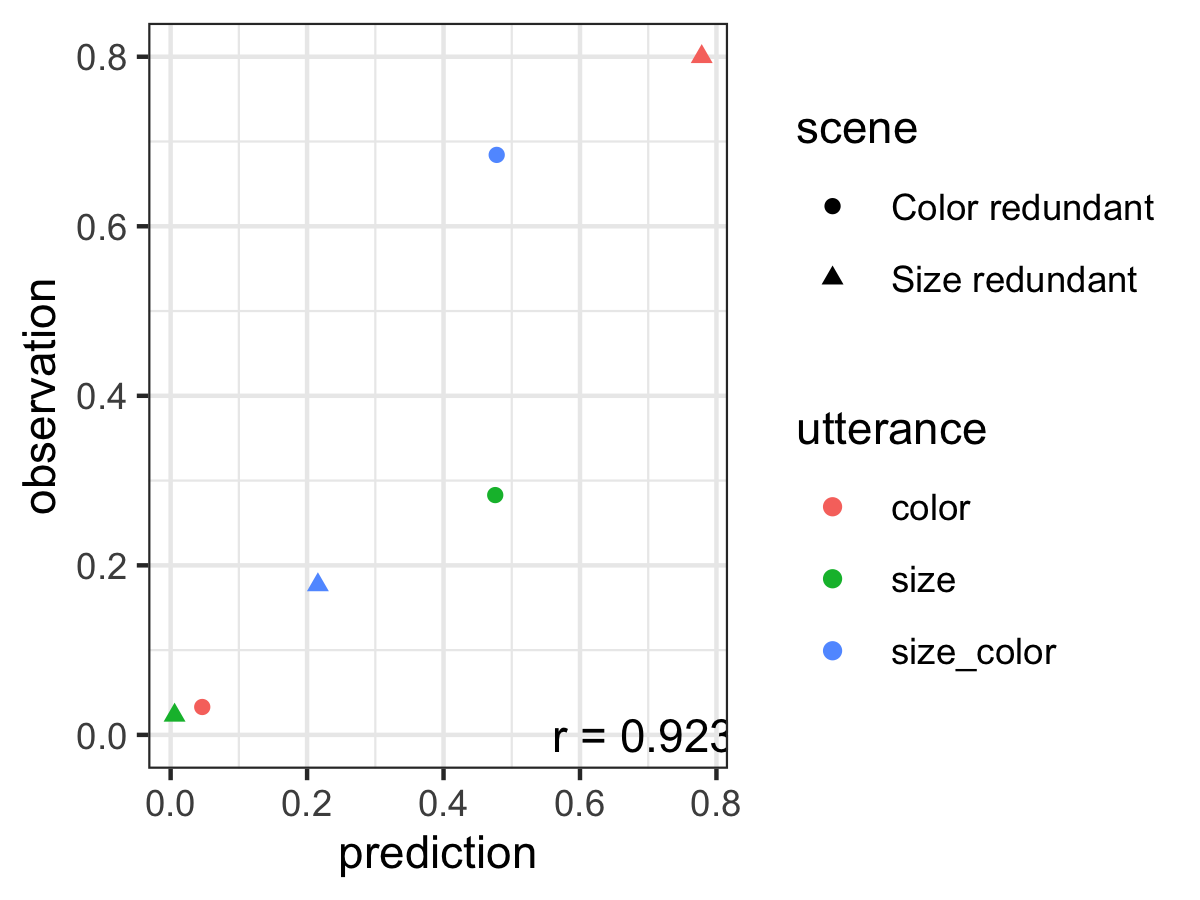 0.8
0.6
0.4
0.2
0.0
observation
0.0 0.2 0.4 0.6 0.8
prediction
r = 0.923
scene
Color redundant
Size redundant
utterance
color
size
size_color